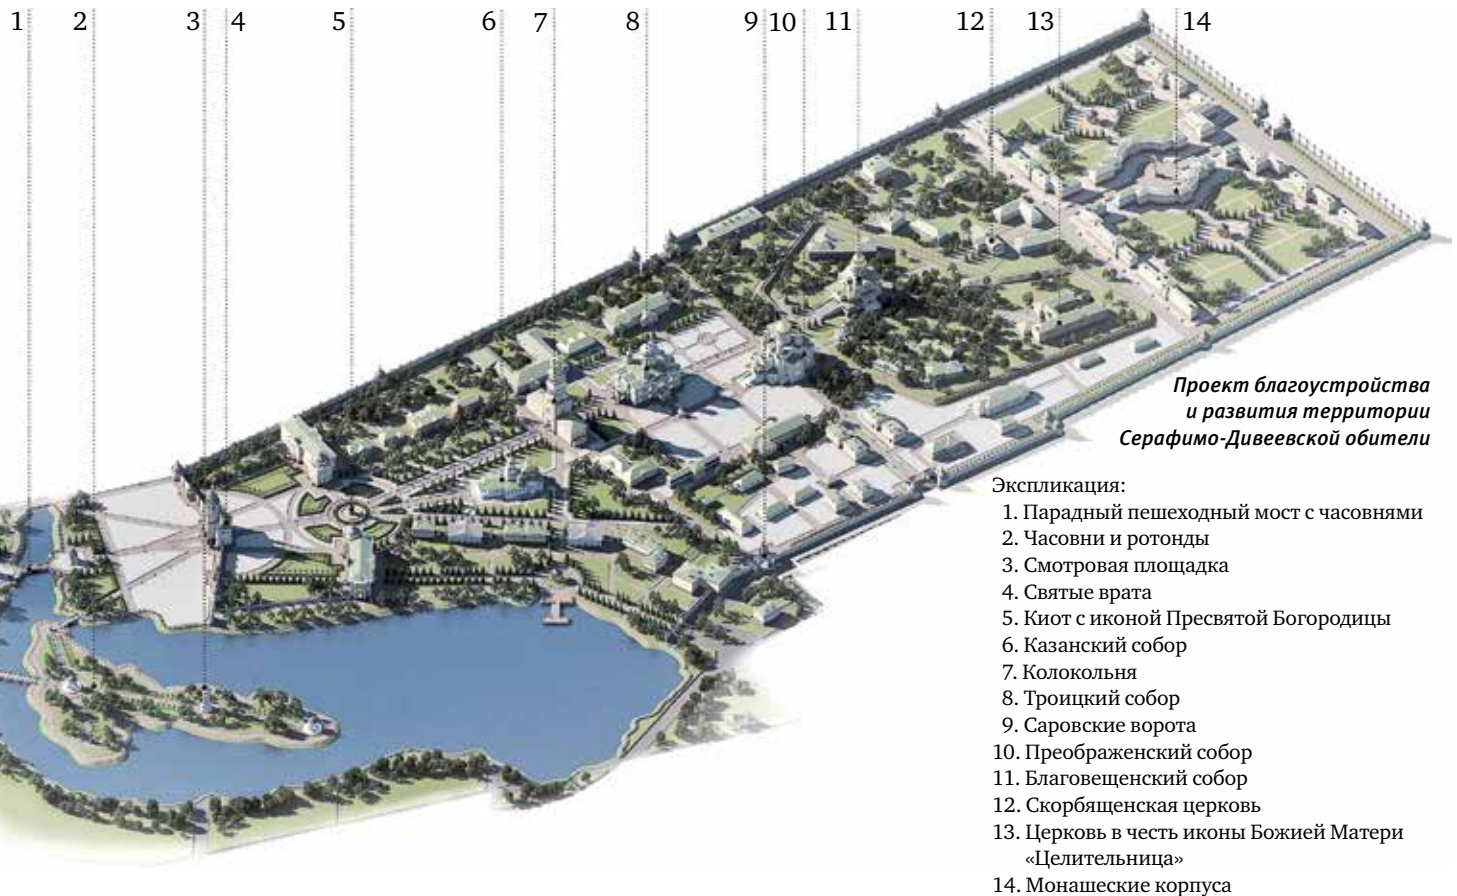 1 2 3 4 5 6 7 8 9 10 11 12 13 14
Проект благоустройства
и развития территории
Серафимо-Дивеевской обители
Экспликация:
1. Парадный пешеходный мост с часовнями
2. Часовни и ротонды
3. Смотровая площадка
4. Святые врата
5. Киот с иконой Пресвятой Богородицы
6. Казанский собор
7. Колокольня
8. Троицкий собор
9. Саровские ворота
10. Преображенский собор
11. Благовещенский собор
12. Скорбященская церковь
13. Церковь в честь иконы Божией Матери
«Целительница»
14. Монашеские корпуса